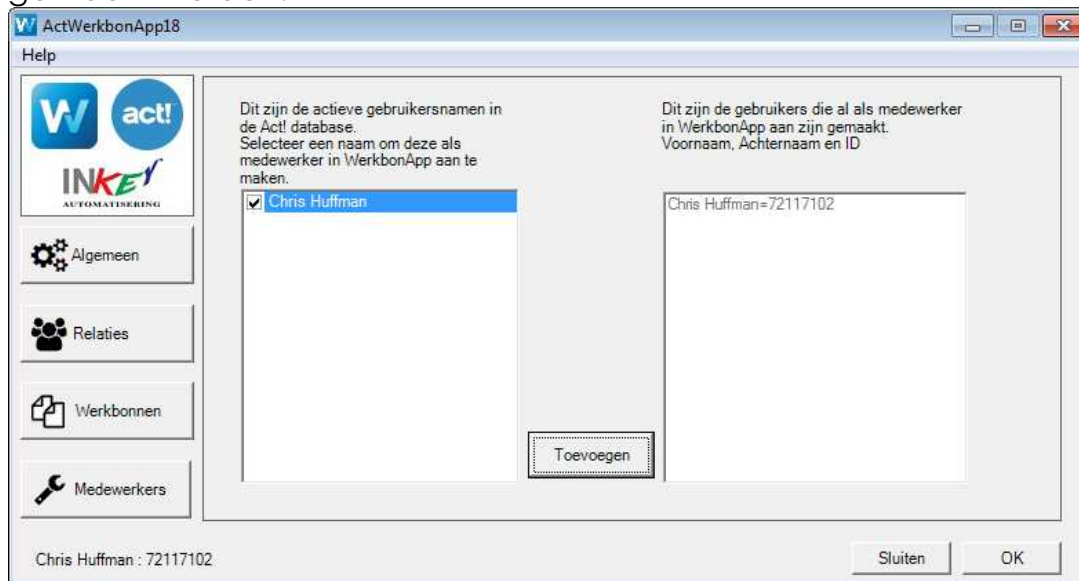 ActWerkbonApp18
Help
W act!
INKEY
AUTOMATISERING
Algemeen
Relaties
Werkbonnen
Medewerkers
Dit zijn de actieve gebruikersnamen in
de Act! database.
Selecteer een naam om deze als
medewerker in WerkbonApp aan te
maken.
Chris Huffman
Toevoegen
Dit zijn de gebruikers die al als medewerker
in WerkbonApp aan zijn gemaakt.
Voornaam, Achternaam en ID
Chris Huffman=72117102
Chris Huffman : 72117102
Sluiten
OK